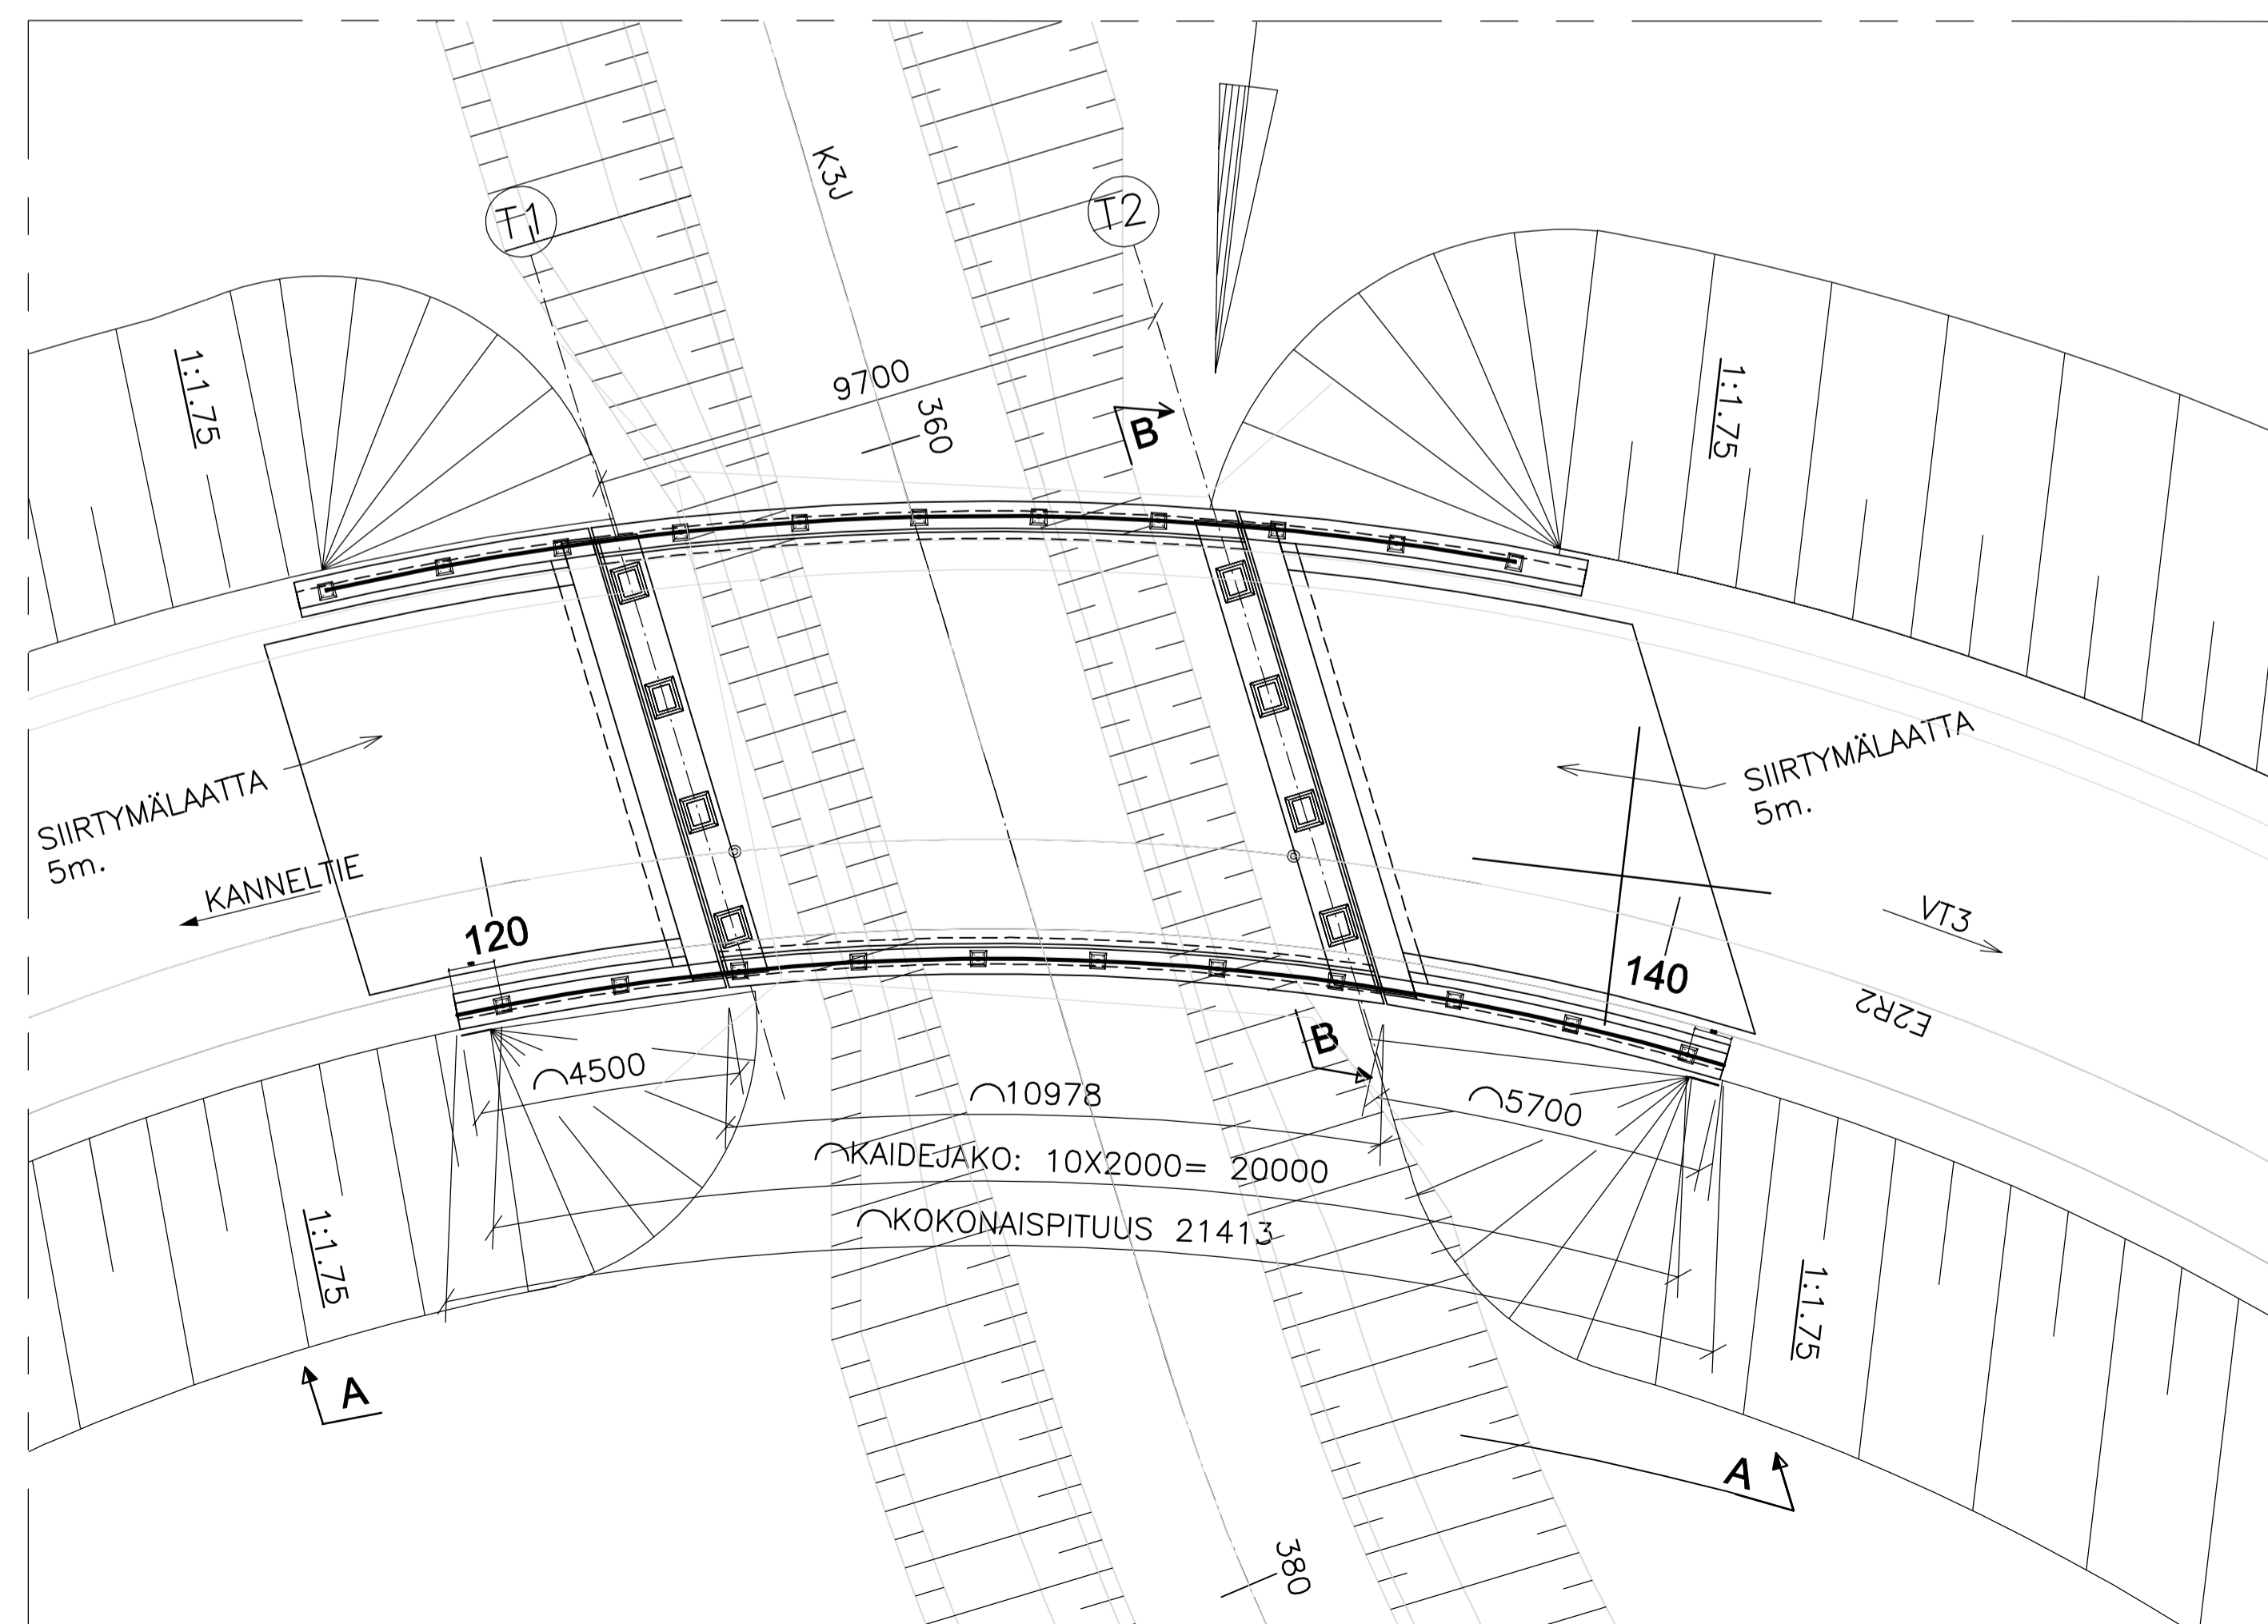 K3J
T1
T2
1:1.75
9700
360
B
1:1.75
SIIRTYMÄLAATTA
5m.
SIIRTYMÄLAATTA
5m.
KANNELTIE
VT3
120
140
E2R2
B
⌒4500
⌒10978
⌒5700
⌒KAIDEJAKO: 10X2000= 20000
⌒KOKONAISPITUUS 21413
1:1.75
1:1.75
A
A
380